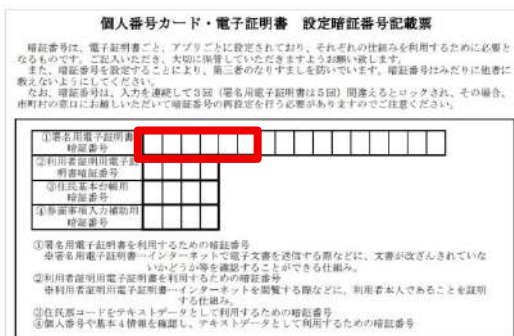 個人番号カード・電子証明書　設定暗証番号記載票
暗証番号は、電子証明書ごと、アプリごとに設定されており、それぞれの仕組みを利用するために必要と
なるものです。ご記入いただき、大切に保管していただきますようお願い致します。
また、暗証番号を設定することにより、第三者のなりすましを防いでいます。暗証番号はみだりに他者に
教えないようにしてください。
なお、暗証番号は、入力を連続して3回（署名用電子証明書は5回）間違えるとロックされ、その場合、
市町村の窓口にお越しいただいて暗証番号の再設定を行う必要がありますのでご注意ください。
①署名用電子証明書
暗証番号
②利用者証明用電子証
明書暗証番号
③住民基本台帳用
暗証番号
④券面事項入力補助用
暗証番号
①署名用電子証明書を利用するための暗証番号
※署名用電子証明書…インターネットで電子文書を送信する際などに、文書が改ざんされていな
いかどうか等を確認することができる仕組み。
②利用者証明用電子証明書を利用するための暗証番号
※利用者証明用電子証明書…インターネットを閲覧する際などに、利用者本人であることを証明
する仕組み。
③住民票コードをテキストデータとして利用するための暗証番号
④個人番号や基本4情報を確認し、テキストデータとして利用するための暗証番号